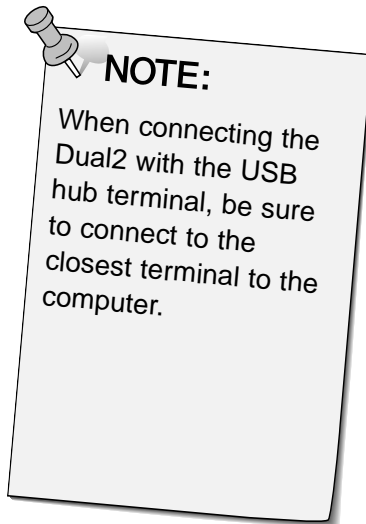 NOTE:
When connecting the
Dual2 with the USB
hub terminal, be sure
to connect to the
closest terminal to the
computer.